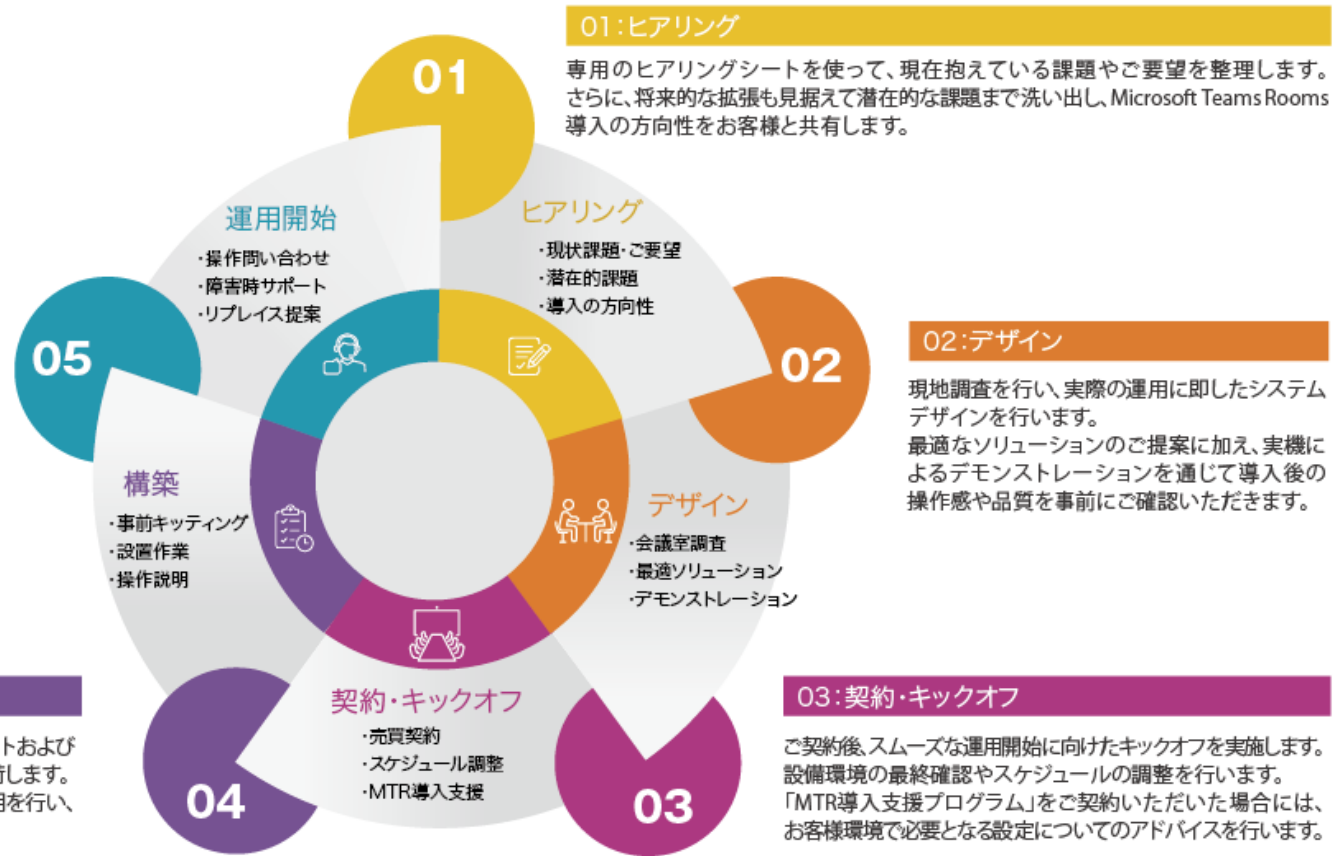 01:ヒアリング
専用のヒアリングシートを使って、現在抱えている課題やご要望を整理します。
さらに、将来的な拡張も見据えて潜在的な課題まで洗い出し、Microsoft Teams Rooms
導入の方向性をお客様と共有します。
01
ヒアリング
・現状課題・ご要望
・潜在的課題
・導入の方向性
02
02:デザイン
現地調査を行い、実際の運用に即したシステム
デザインを行います。
最適なソリューションのご提案に加え、実機に
よるデモンストレーションを通じて導入後の
操作感や品質を事前にご確認いただきます。
デザイン
・会議室調査
・最適ソリューション
・デモンストレーション
03
03:契約・キックオフ
ご契約後、スムーズな運用開始に向けたキックオフを実施します。
設備環境の最終確認やスケジュールの調整を行います。
「MTR導入支援プログラム」をご契約いただいた場合には、
お客様環境で必要となる設定についてのアドバイスを行います。
契約・キックオフ
・売買契約
・スケジュール調整
・MTR導入支援
04
トおよび
します。
を行い、
構築
・事前キッティング
・設置作業
・操作説明
05
運用開始
・操作問い合わせ
・障害時サポート
・リプレイス提案